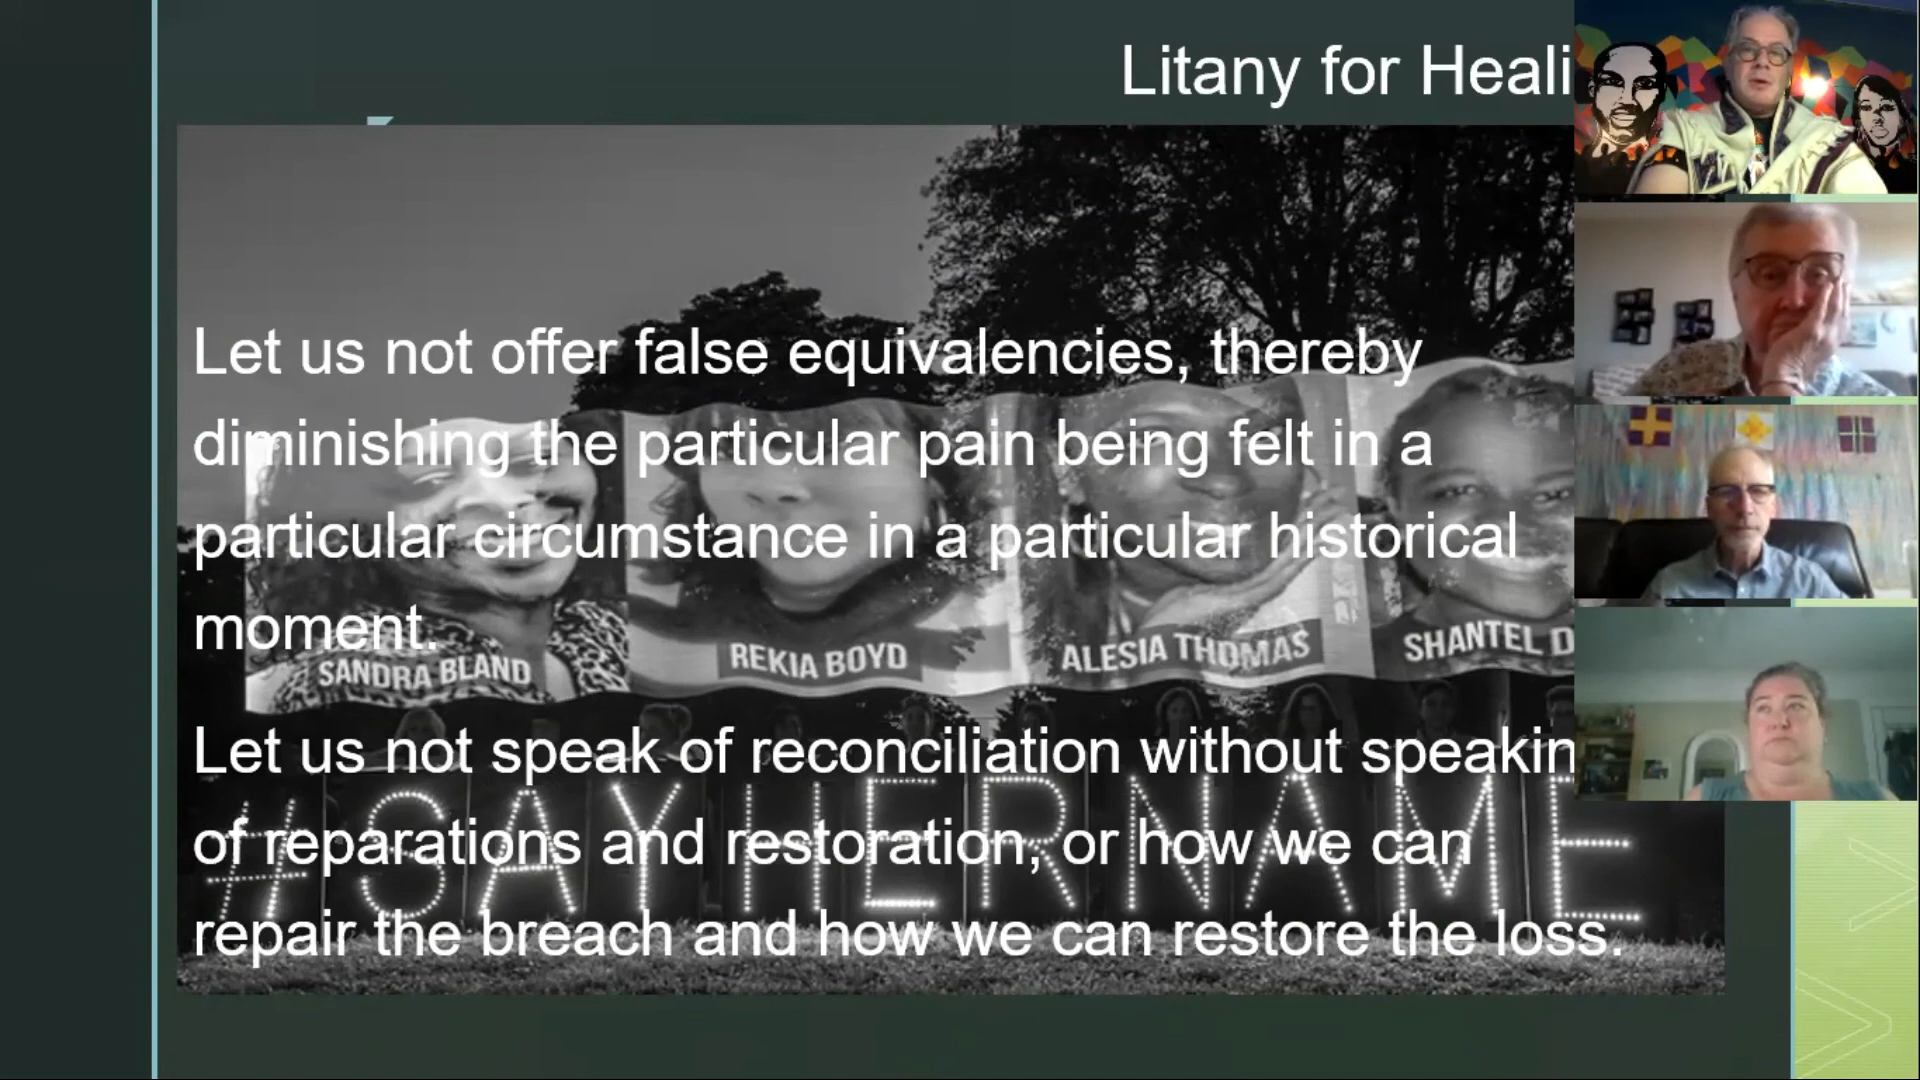 Litany for Heali
Let us not offer false equivalencies, thereby
diminishing the particular pain being felt in a
particular circumstance in a particular historical
moment.
SANDRA BLAND
REKIA BOYD
ALESIA THOMAS
SHANTEL D
Let us not speak of reconciliation without speakin
of reparations and restoration, or how we can
repair the breach and how we can restore the loss.
#SAYHERNAME